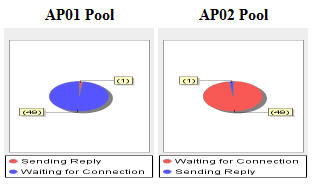 AP01 Pool
AP02 Pool
(1)
(49)
(1)
(49)
Sending Reply
Waiting for Connection
Waiting for Connection
Sending Reply